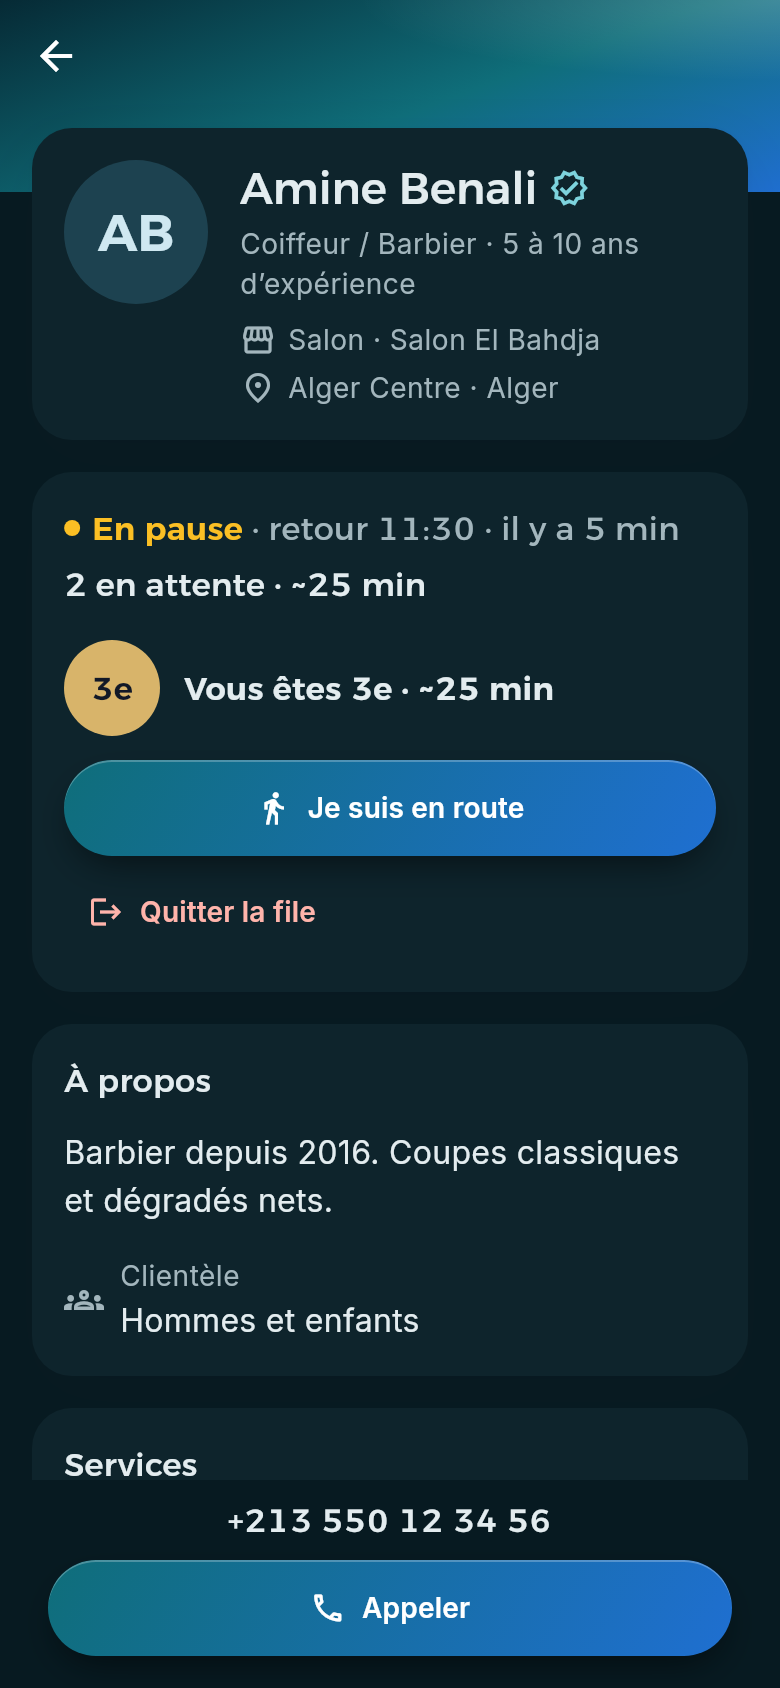 Amine Benali
AB
Coiffeur / Barbier · 5 à 10 ans
d’expérience
Salon · Salon El Bahdja
Alger Centre · Alger
En pause · retour 11:30 · il y a 5 min
2 en attente · ~25 min
3e
Vous êtes 3e · ~25 min
Je suis en route
Quitter la file
À propos
Barbier depuis 2016. Coupes classiques
et dégradés nets.
Clientèle
Hommes et enfants
Services
+213 550 12 34 56
Appeler